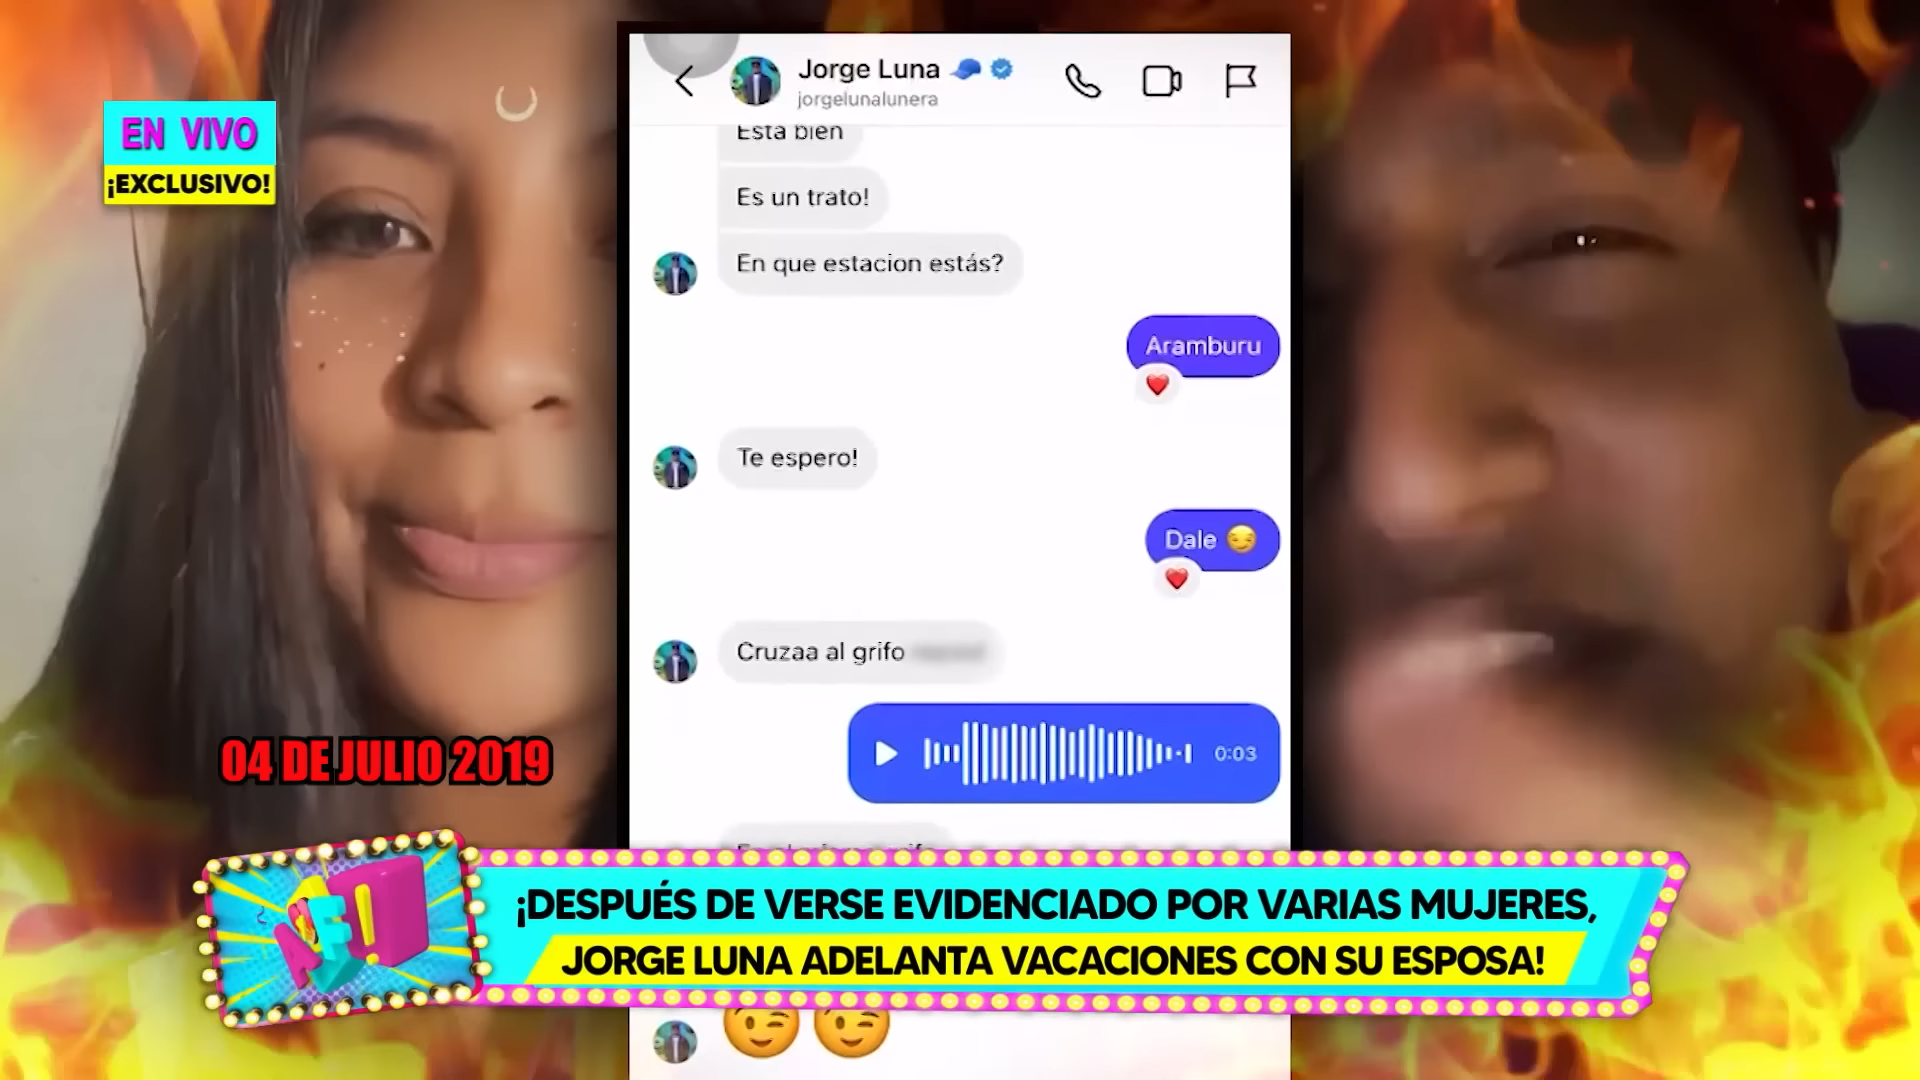 EN VIVO
¡EXCLUSIVO!
Jorge Luna
jorgelunalunera
Esta bien
Es un trato!
En que estacion estás?
Aramburu
Te espero!
Dale
Cruzaa al grifo
0:03
04 DE JULIO 2019
¡DESPUÉS DE VERSE EVIDENCIADO POR VARIAS MUJERES,
JORGE LUNA ADELANTA VACACIONES CON SU ESPOSA!